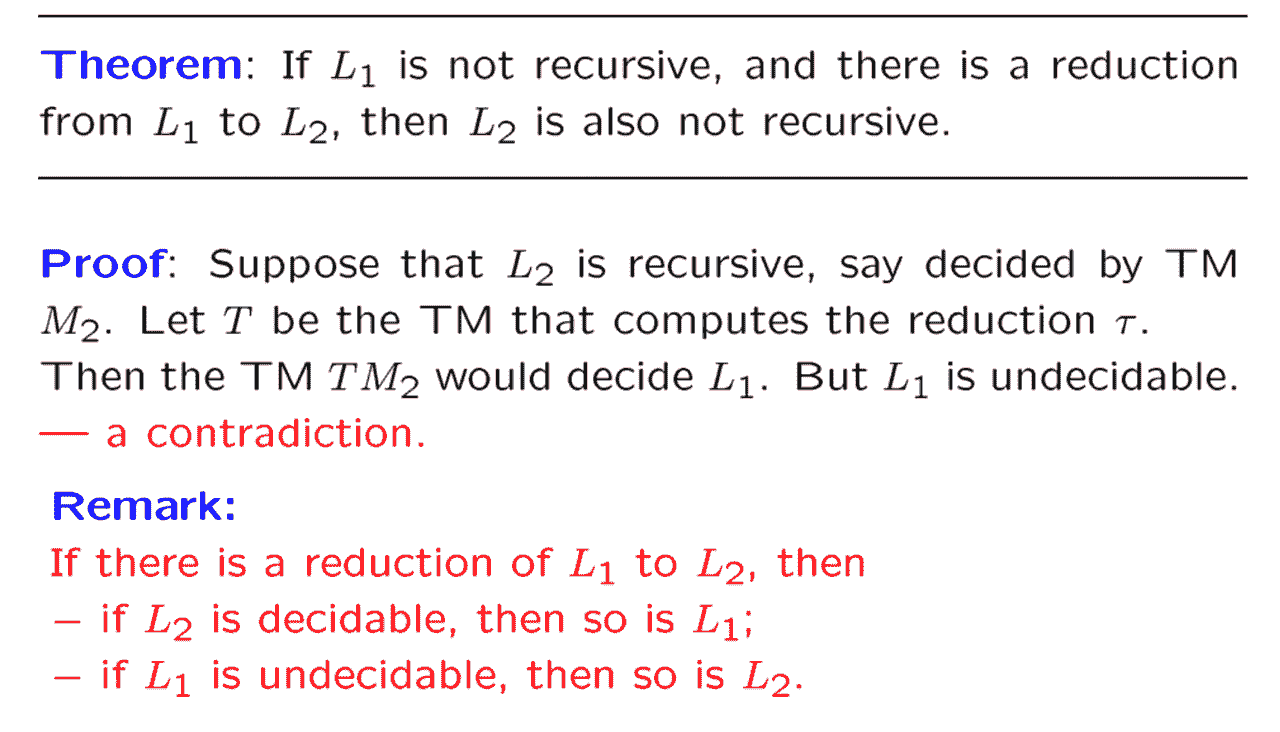 Theorem: If L₁ is not recursive, and there is a reduction
from L₁ to L₂, then L₂ is also not recursive.
Proof: Suppose that L₂ is recursive, say decided by TM
M₂. Let T be the TM that computes the reduction τ.
Then the TM TM₂ would decide L₁. But L₁ is undecidable.
— a contradiction.
Remark:
If there is a reduction of L₁ to L₂, then
– if L₂ is decidable, then so is L₁;
– if L₁ is undecidable, then so is L₂.